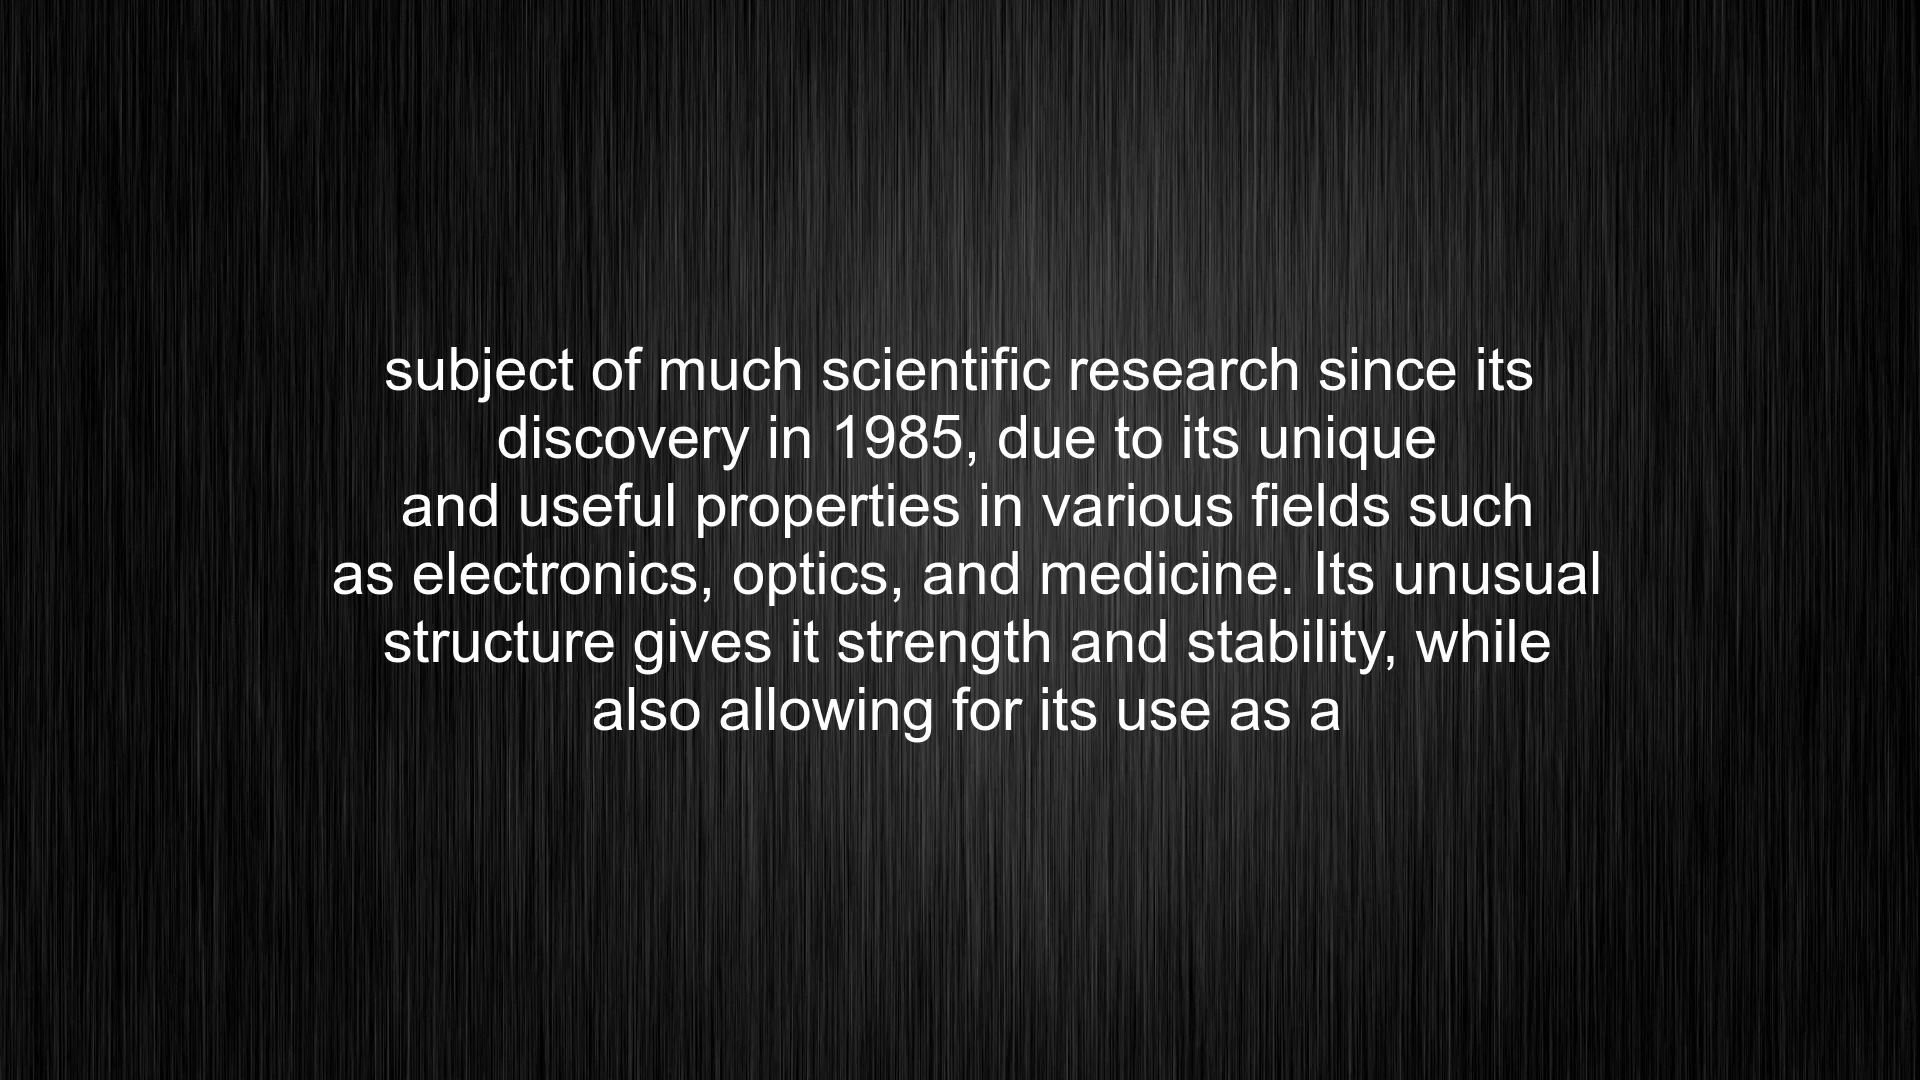 subject of much scientific research since its
discovery in 1985, due to its unique
and useful properties in various fields such
as electronics, optics, and medicine. Its unusual
structure gives it strength and stability, while
also allowing for its use as a